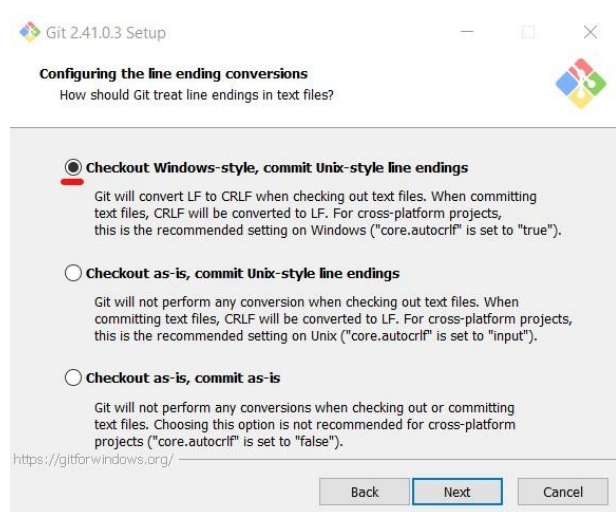 Git 2.41.0.3 Setup
Configuring the line ending conversions
How should Git treat line endings in text files?
Checkout Windows-style, commit Unix-style line endings
Git will convert LF to CRLF when checking out text files. When committing
text files, CRLF will be converted to LF. For cross-platform projects,
this is the recommended setting on Windows ("core.autocrlf" is set to "true").
Checkout as-is, commit Unix-style line endings
Git will not perform any conversion when checking out text files. When
committing text files, CRLF will be converted to LF. For cross-platform projects,
this is the recommended setting on Unix ("core.autocrlf" is set to "input").
Checkout as-is, commit as-is
Git will not perform any conversions when checking out or committing
text files. Choosing this option is not recommended for cross-platform
projects ("core.autocrlf" is set to "false").
https://gitforwindows.org/
Back Next Cancel